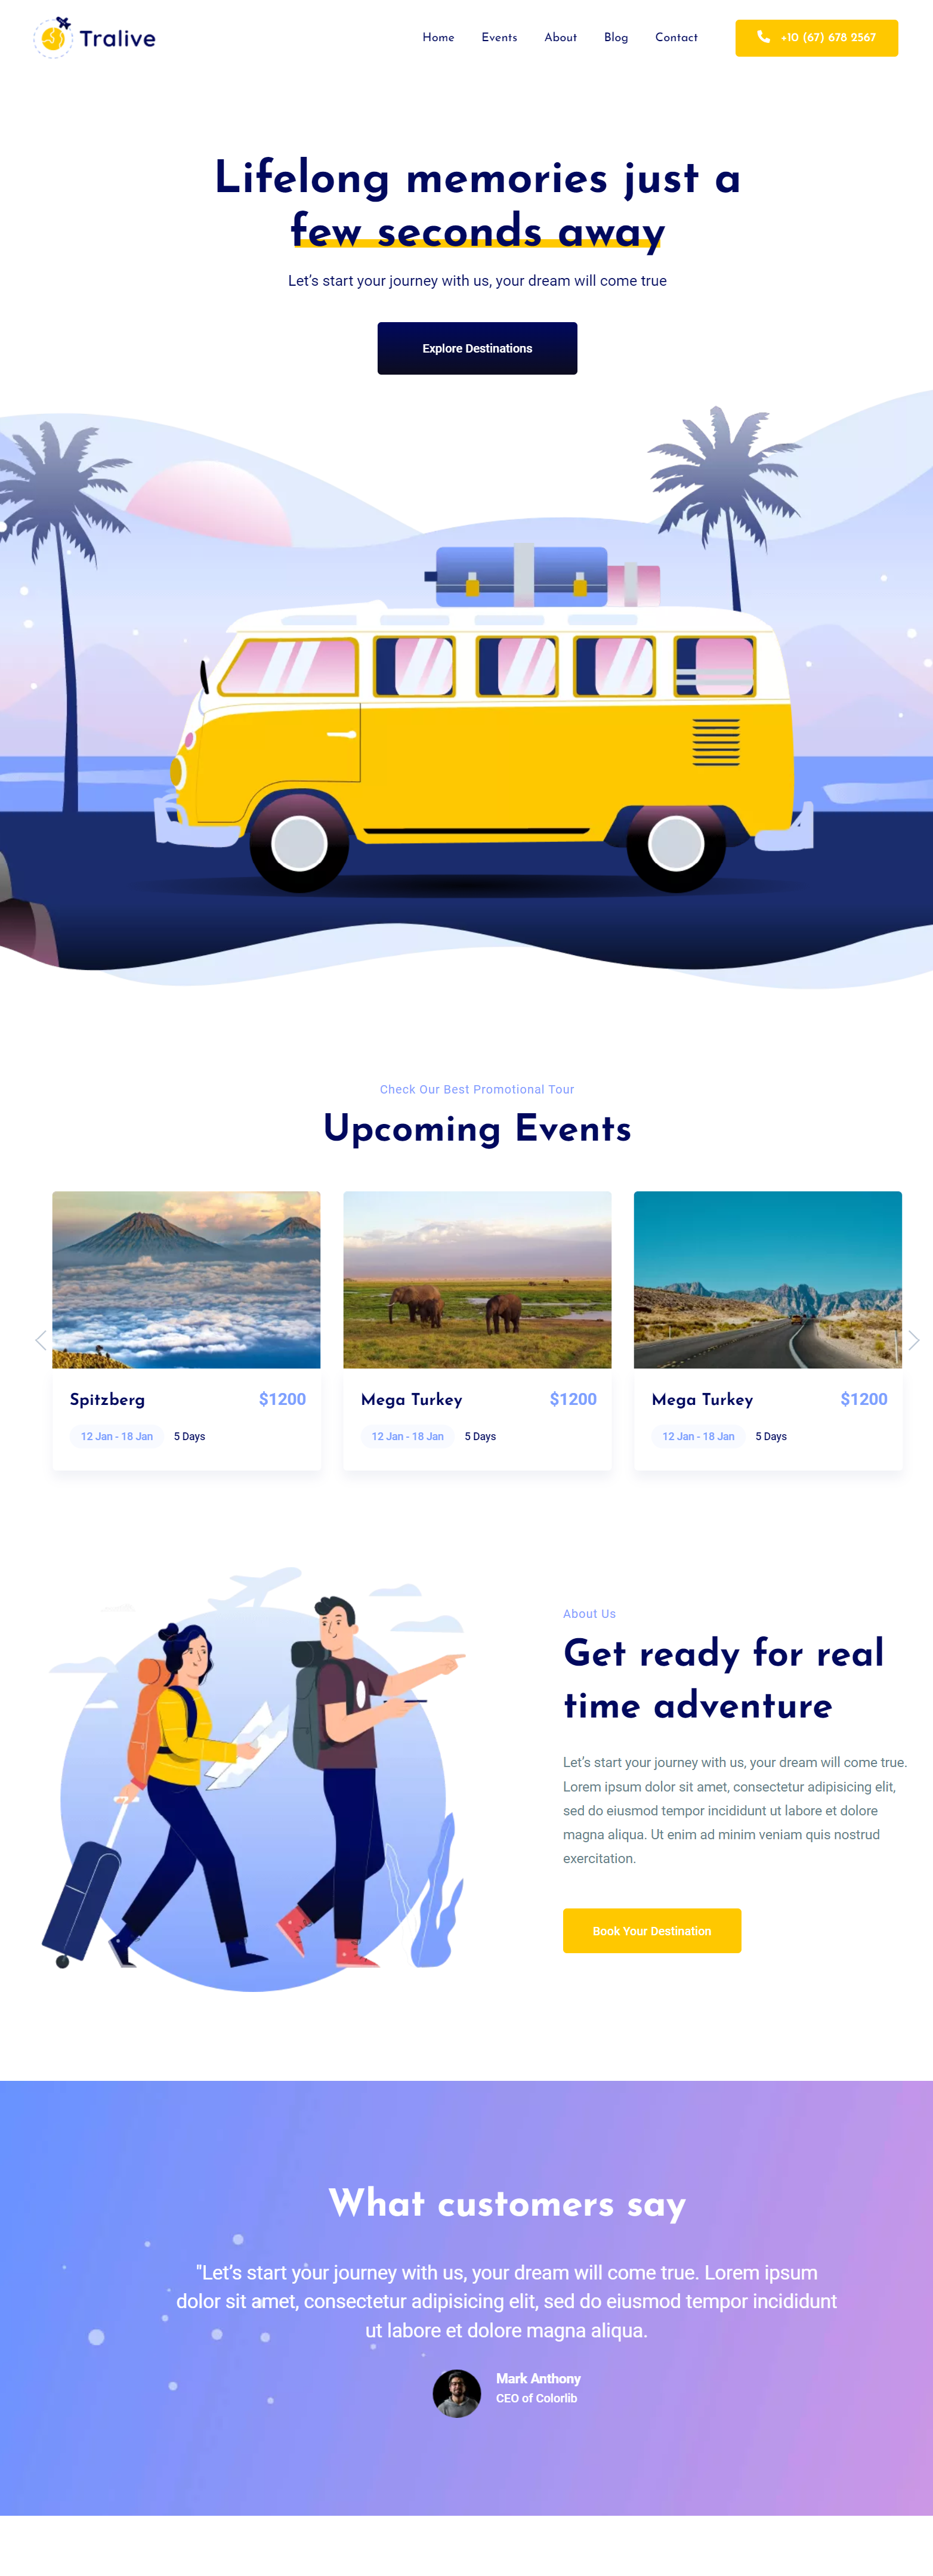 Tralive
Home Events About Blog Contact +10 (67) 678 2567
Lifelong memories just a
few seconds away
Let’s start your journey with us, your dream will come true
Explore Destinations
Check Our Best Promotional Tour
Upcoming Events
Spitzberg $1200
12 Jan - 18 Jan 5 Days
Mega Turkey $1200
12 Jan - 18 Jan 5 Days
Mega Turkey $1200
12 Jan - 18 Jan 5 Days
About Us
Get ready for real
time adventure
Let’s start your journey with us, your dream will come true.
Lorem ipsum dolor sit amet, consectetur adipisicing elit,
sed do eiusmod tempor incididunt ut labore et dolore
magna aliqua. Ut enim ad minim veniam quis nostrud
exercitation.
Book Your Destination
What customers say
"Let’s start your journey with us, your dream will come true. Lorem ipsum
dolor sit amet, consectetur adipisicing elit, sed do eiusmod tempor incididunt
ut labore et dolore magna aliqua.
Mark Anthony
CEO of Colorlib